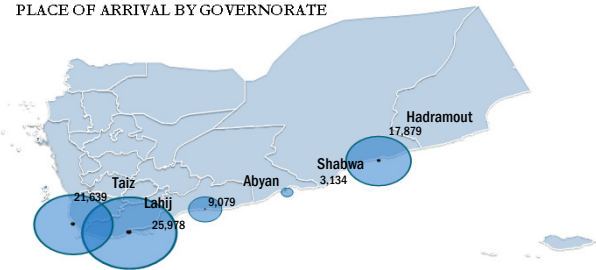 PLACE OF ARRIVAL BY GOVERNORATE
Hadramout
17,879
Shabwa
3,134
Abyan
9,079
Taiz
21,639
Lahij
25,978